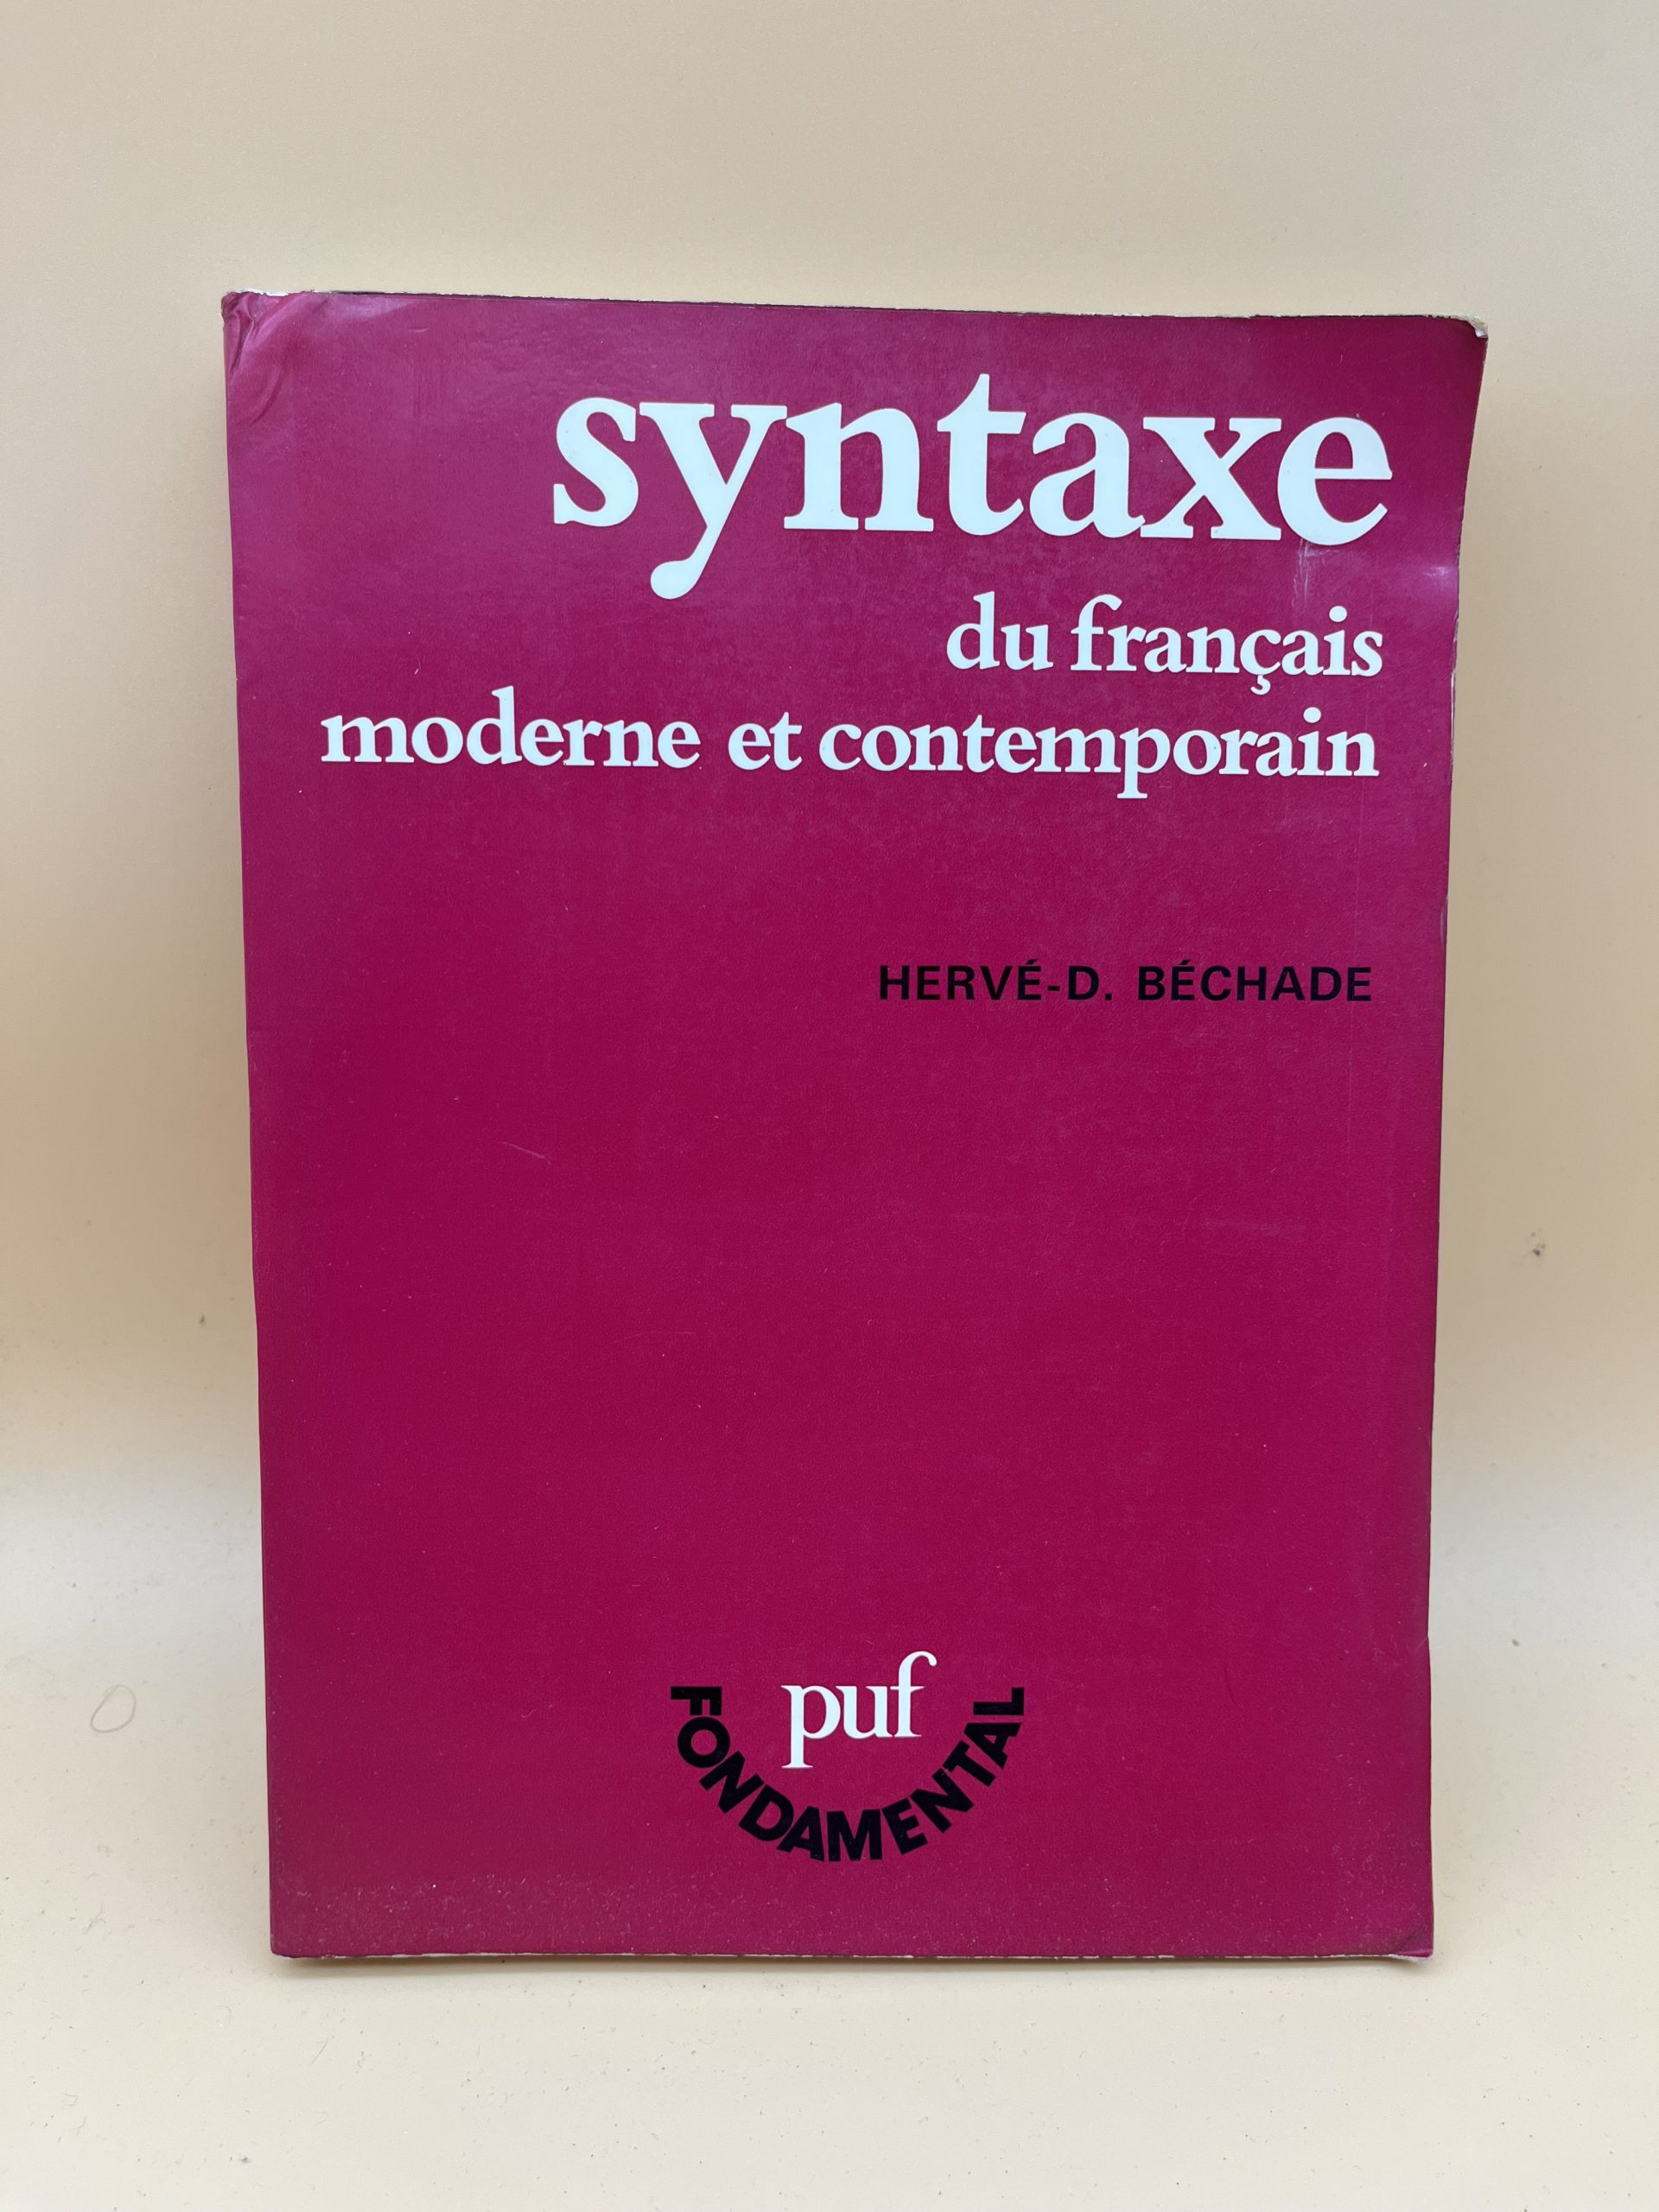 syntaxe
du français
moderne et contemporain
HERVÉ-D. BÉCHADE
puf
FONDAMENTAL